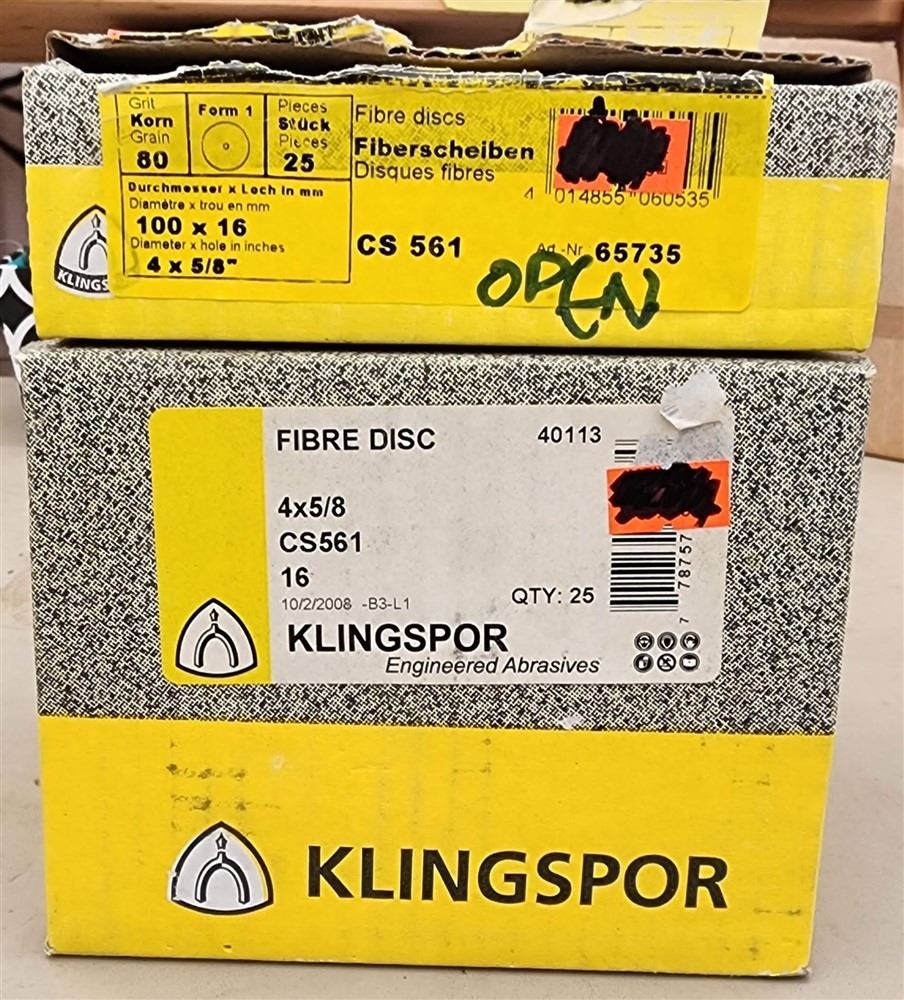 Grit
Korn
Grain
80
Form 1
Pieces
Stück
Pieces
25
Durchmesser x Loch in mm
Diamètre x trou en mm
100 x 16
Diameter x hole in inches
4 x 5/8"
Fibre discs
Fiberscheiben
Disques fibres
CS 561
4 014855 060535
Art.-Nr. 65735
OPEN
KLINGS
FIBRE DISC 40113
4x5/8
CS561
16
10/2/2008 -B3-L1
QTY: 25
7 78757
KLINGSPOR
Engineered Abrasives
KLINGSPOR